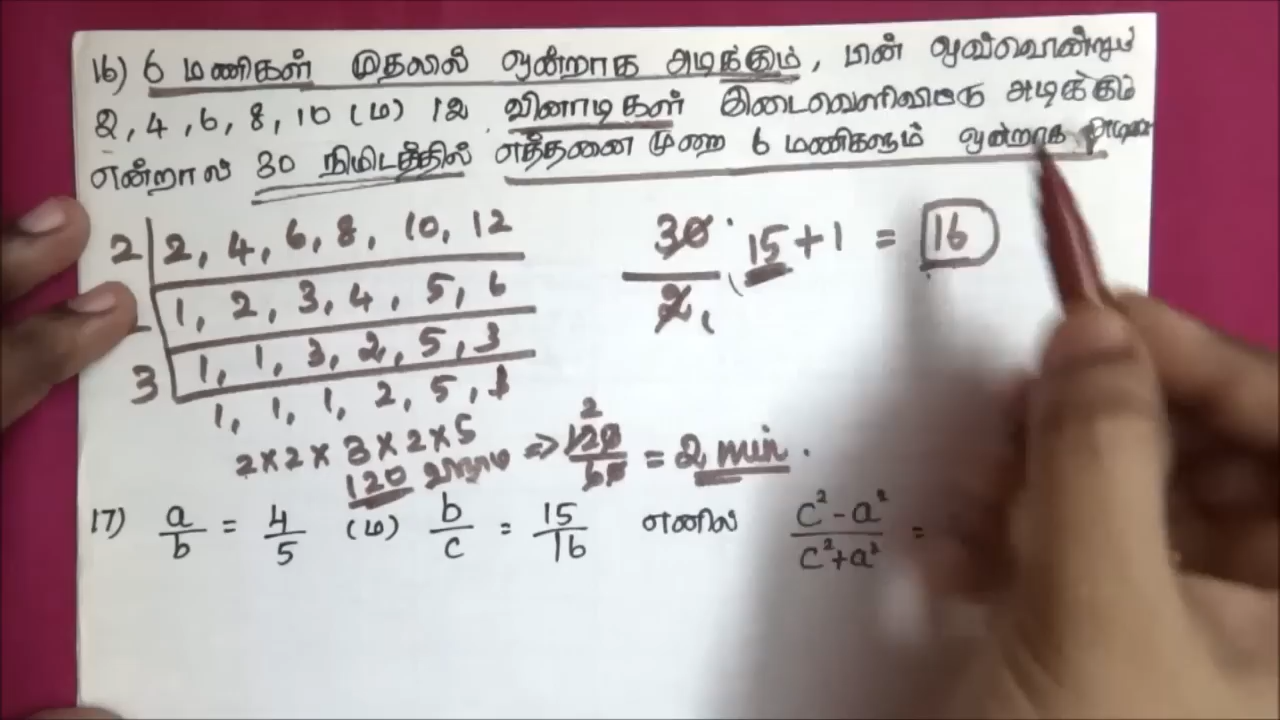 16) 6 மணிகள் முதலில் ஒன்றாக அடிக்கும், பின் ஒவ்வொன்றும்
2, 4, 6, 8, 10 (ம) 12 வினாடிகள் இடைவெளியில் அடிக்கும்
என்றால் 30 நிமிடத்தில் எத்தனை முறை 6 மணிகளும் ஒன்றாக
2 | 2, 4, 6, 8, 10, 12
1, 2, 3, 4, 5, 6
3 | 1, 1, 3, 2, 5, 3
1, 1, 1, 2, 5, 1
30/2 15+1 = 16
2×2×3×2×5
120 => 120/60 2 = 2 min.
17) a/b = 4/5 (ம) b/c = 15/16 எனில் c²-a²/c²+a² =